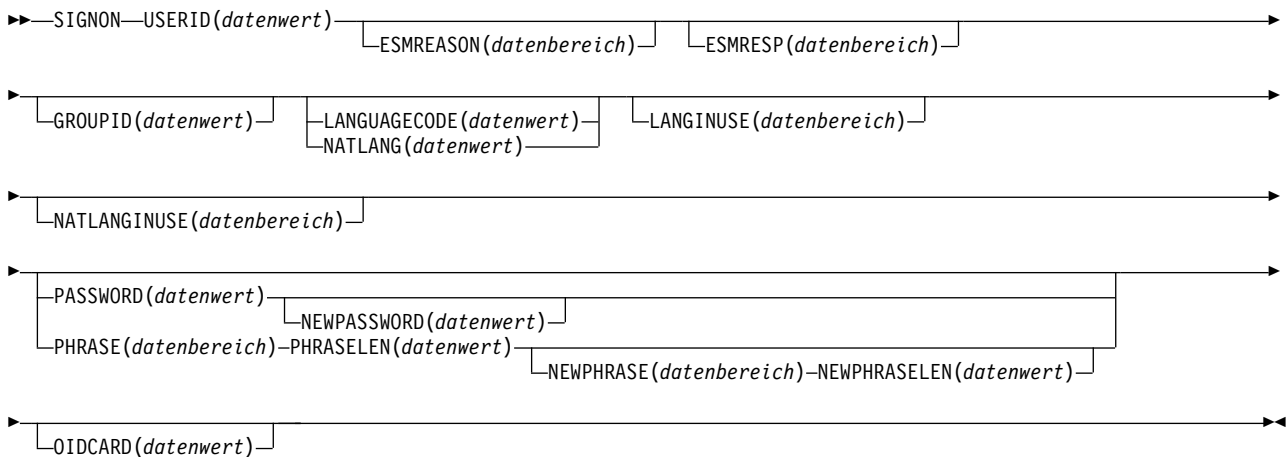 SIGNON USERID(datenwert)
ESMREASON(datenbereich) ESMRESP(datenbereich)
GROUPID(datenwert) LANGUAGECODE(datenwert) LANGINUSE(datenbereich)
NATLANG(datenwert)
NATLANGINUSE(datenbereich)
PASSWORD(datenwert)
NEWPASSWORD(datenwert)
PHRASE(datenbereich) PHRASELEN(datenwert)
NEWPHRASE(datenbereich) NEWPHRASELEN(datenwert)
OIDCARD(datenwert)